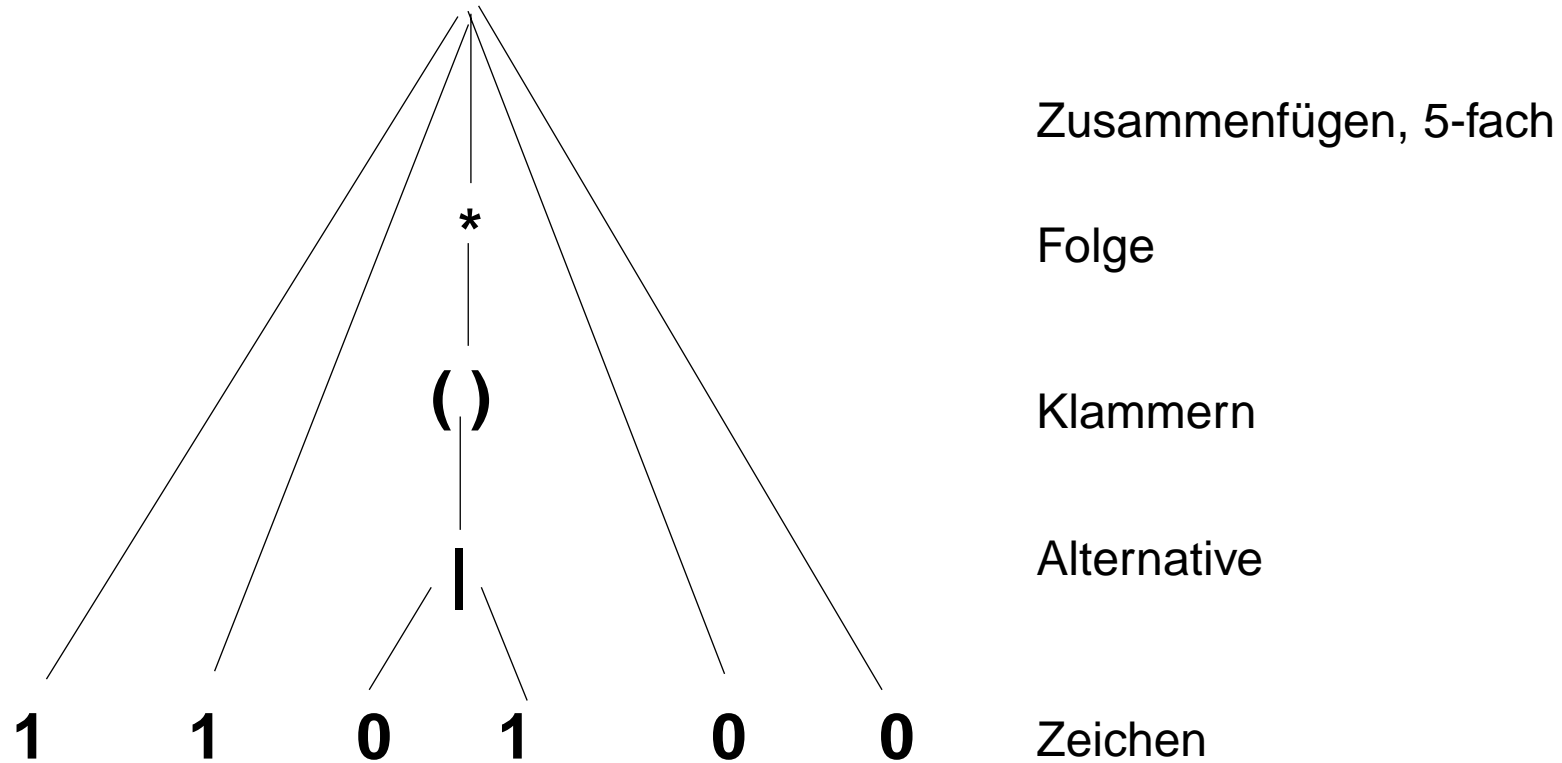 Zusammenfügen, 5-fach
* Folge
( ) Klammern
| Alternative
1 1 0 1 0 0 Zeichen